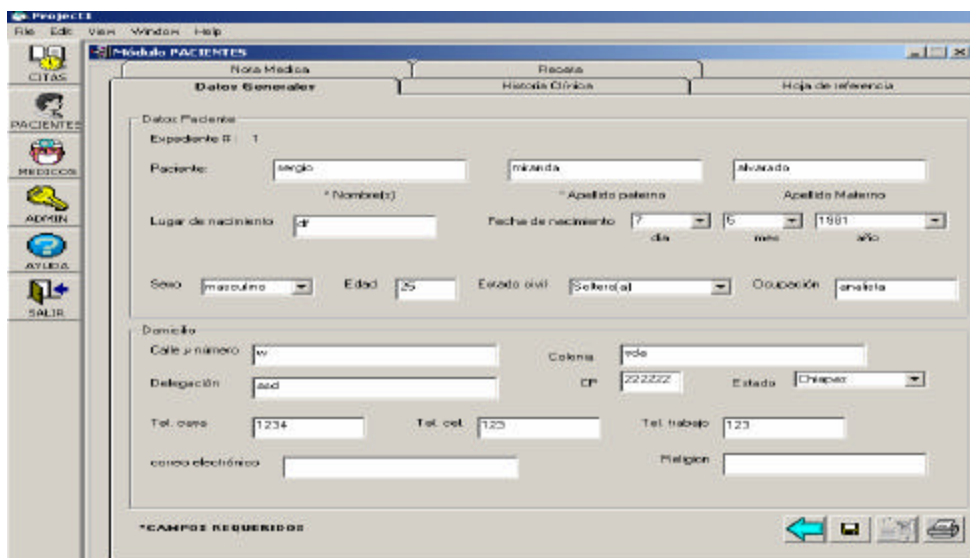 Project1
File Edit View Window Help
CITAS
PACIENTES
MEDICOS
ADMIN
AYUDA
SALIR
Módulo PACIENTES
Nota Medica Receta
Datos Generales Historia Clínica Hoja de referencia
Datos Paciente
Expediente #: 1
Paciente: sergio miranda alvarado
* Nombre(s) * Apellido paterno Apellido Materno
Lugar de nacimiento df Fecha de nacimiento 7 5 1981
dia mes año
Sexo masculino Edad 25 Estado civil Soltero(a) Ocupación analista
Domicilio
Calle y número w Colonia
Delegación asd CP 222222 Estado Chiapas
Tel. casa 1234 Tel. cel. 123 Tel. trabajo 123
correo electrónico Religion
*CAMPOS REQUERIDOS